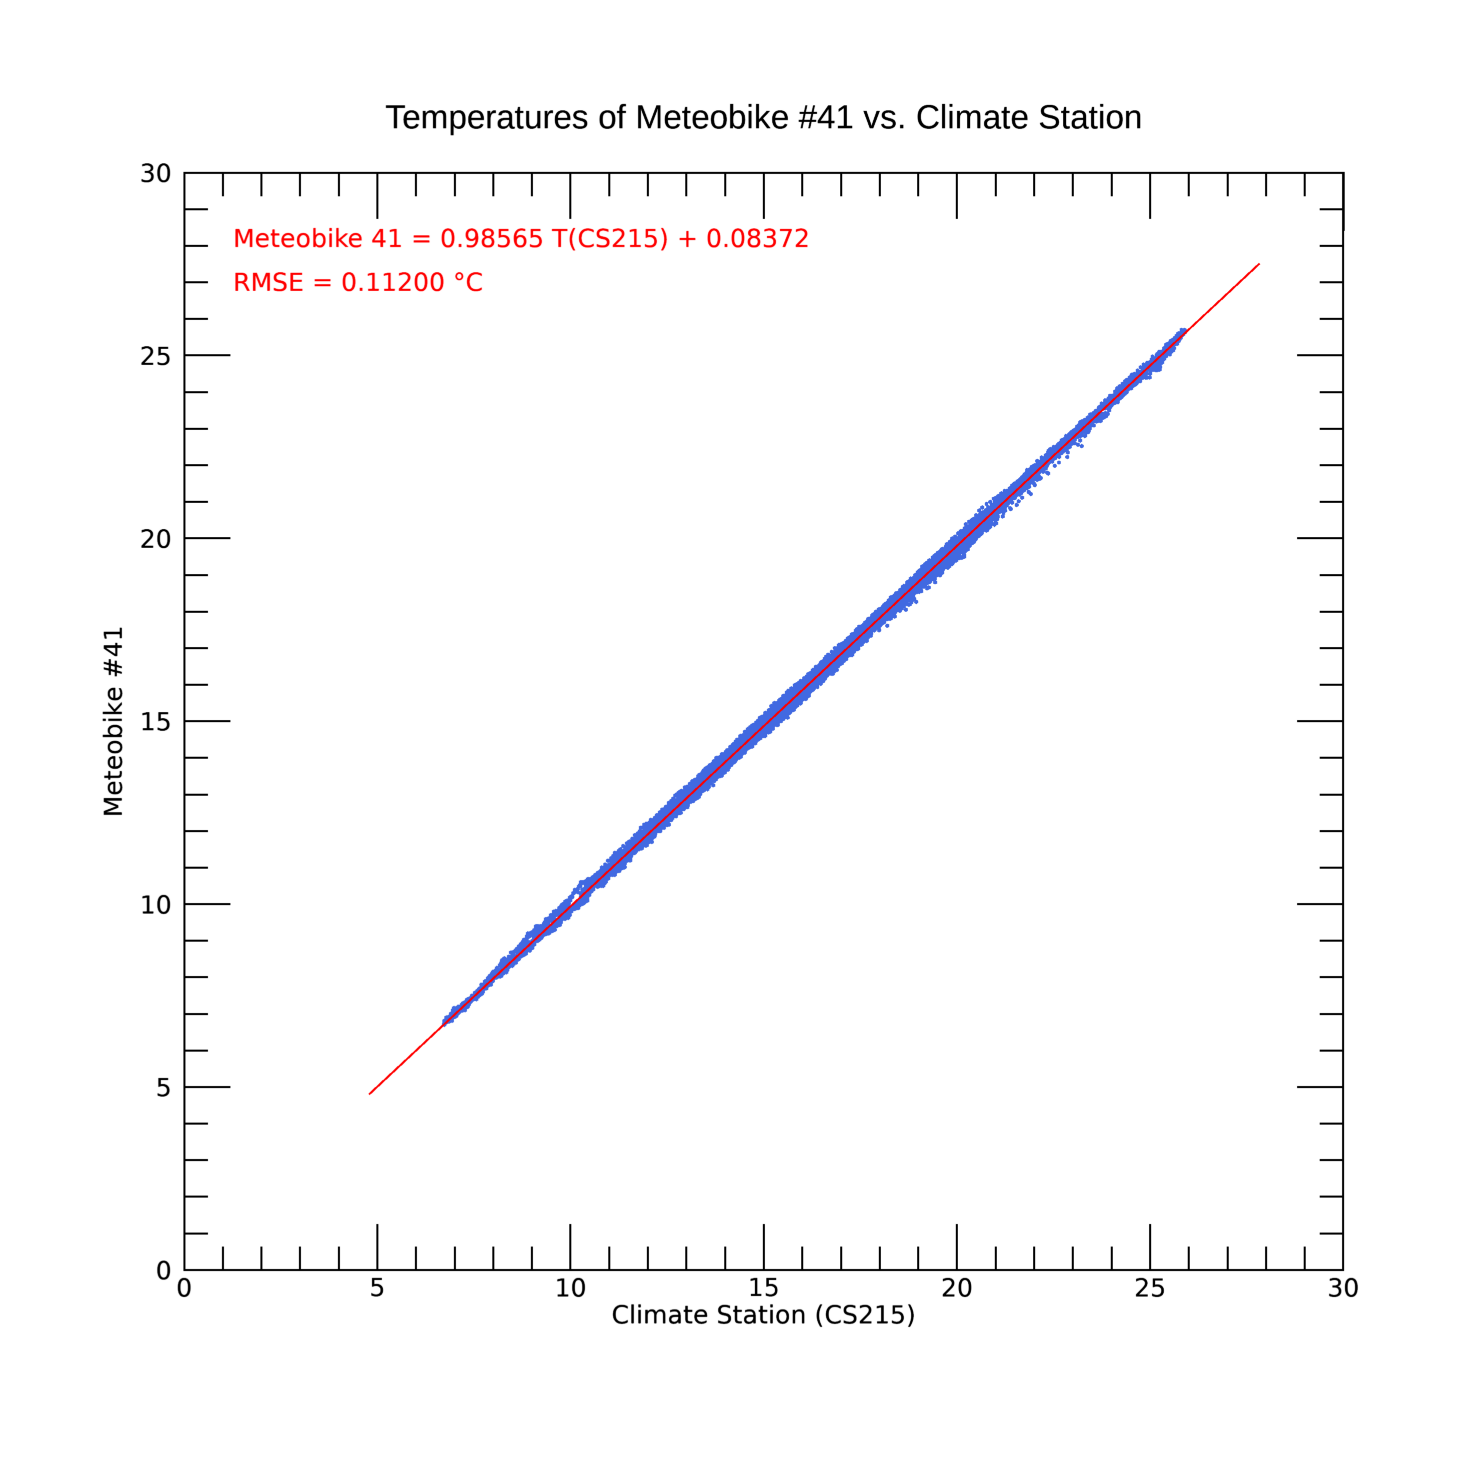 Temperatures of Meteobike #41 vs. Climate Station
Meteobike 41 = 0.98565 T(CS215) + 0.08372
RMSE = 0.11200 °C
30
25
20
15
10
5
0
Meteobike #41
0 5 10 15 20 25 30
Climate Station (CS215)